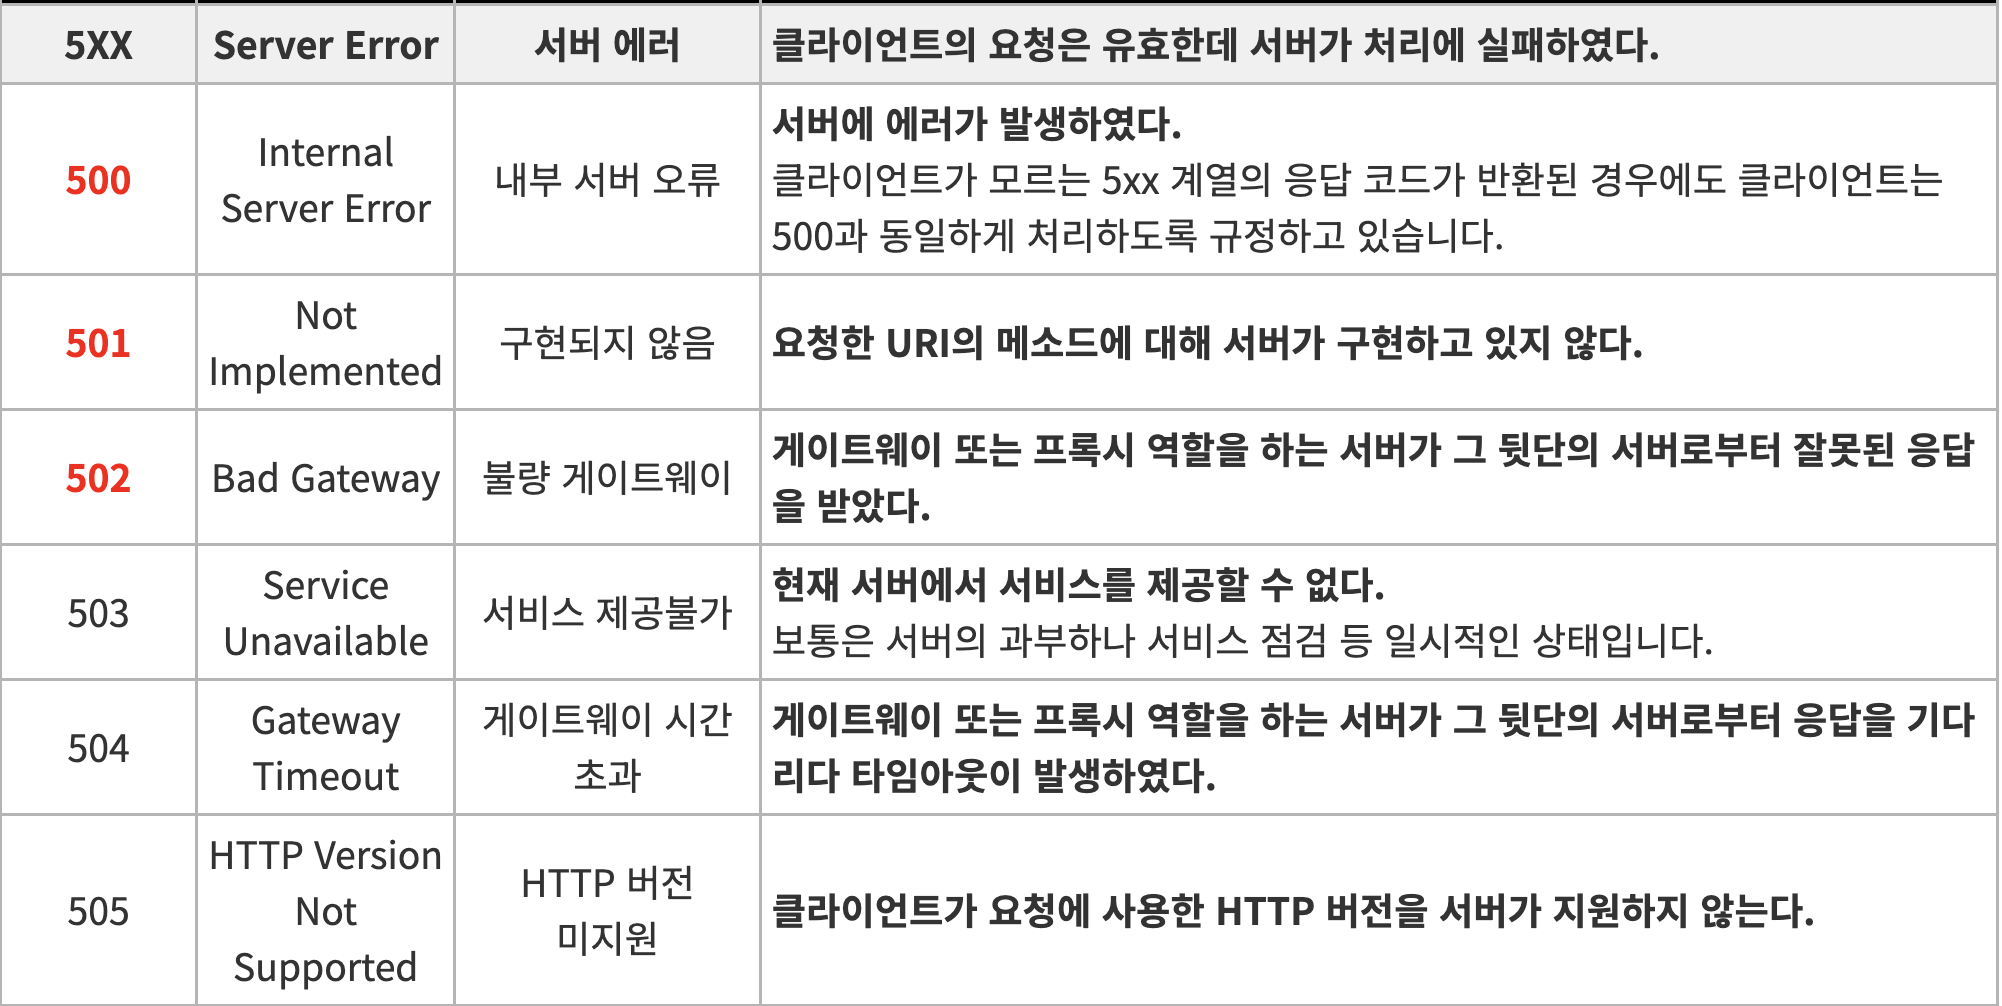 5XX
Server Error
서버 에러
클라이언트의 요청은 유효한데 서버가 처리에 실패하였다.
500
Internal
Server Error
내부 서버 오류
서버에 에러가 발생하였다.
클라이언트가 모르는 5xx 계열의 응답 코드가 반환된 경우에도 클라이언트는
500과 동일하게 처리하도록 규정하고 있습니다.
501
Not
Implemented
구현되지 않음
요청한 URI의 메소드에 대해 서버가 구현하고 있지 않다.
502
Bad Gateway
불량 게이트웨이
게이트웨이 또는 프록시 역할을 하는 서버가 그 뒷단의 서버로부터 잘못된 응답
을 받았다.
503
Service
Unavailable
서비스 제공불가
현재 서버에서 서비스를 제공할 수 없다.
보통은 서버의 과부하나 서비스 점검 등 일시적인 상태입니다.
504
Gateway
Timeout
게이트웨이 시간
초과
게이트웨이 또는 프록시 역할을 하는 서버가 그 뒷단의 서버로부터 응답을 기다
리다 타임아웃이 발생하였다.
505
HTTP Version
Not
Supported
HTTP 버전
미지원
클라이언트가 요청에 사용한 HTTP 버전을 서버가 지원하지 않는다.